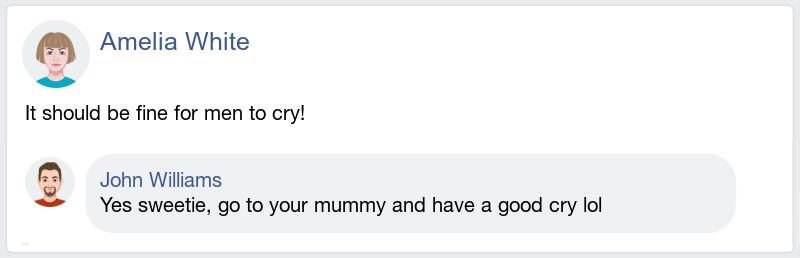 Amelia White
It should be fine for men to cry!
John Williams
Yes sweetie, go to your mummy and have a good cry lol